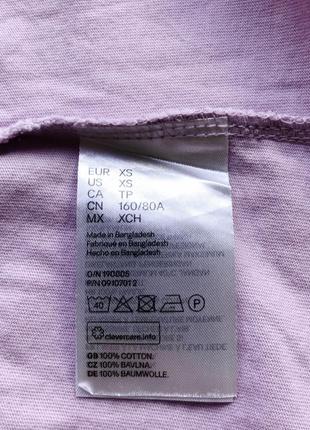 EUR XS
US XS
CA TP
CN 160/80A
MX XCH
Made in Bangladesh
Fabriqué en Bangladesh
Hecho en Bangladesh
O/N 190805
P/N 0910701 2
40 P
clevercare.info
GB 100% COTTON.
CZ 100% BAVLNA.
DE 100% BAUMWOLLE.